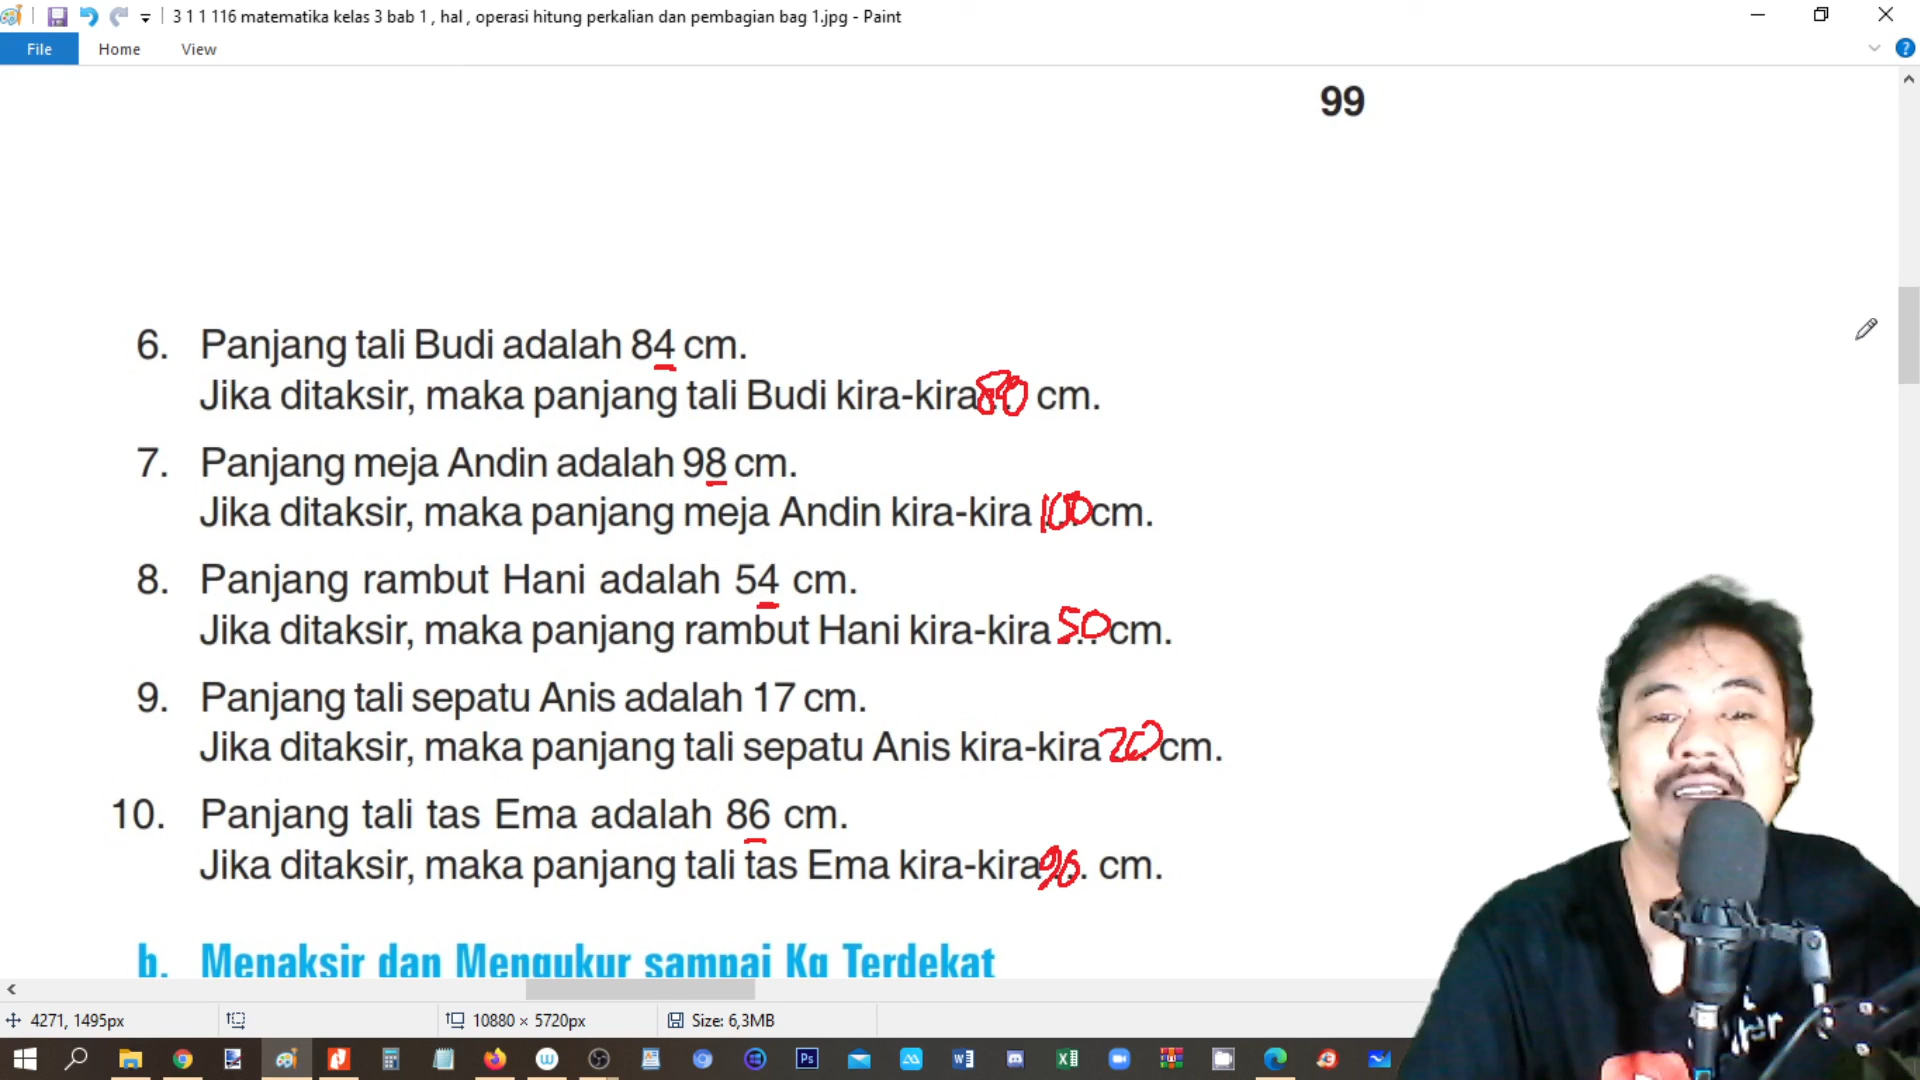 3 1 1 116 matematika kelas 3 bab 1 , hal , operasi hitung perkalian dan pembagian bag 1.jpg - Paint
File Home View
99
6. Panjang tali Budi adalah 84 cm.
Jika ditaksir, maka panjang tali Budi kira-kira 80 cm.
7. Panjang meja Andin adalah 98 cm.
Jika ditaksir, maka panjang meja Andin kira-kira 100 cm.
8. Panjang rambut Hani adalah 54 cm.
Jika ditaksir, maka panjang rambut Hani kira-kira 50 cm.
9. Panjang tali sepatu Anis adalah 17 cm.
Jika ditaksir, maka panjang tali sepatu Anis kira-kira 20 cm.
10. Panjang tali tas Ema adalah 86 cm.
Jika ditaksir, maka panjang tali tas Ema kira-kira 90 cm.
b. Menaksir dan Mengukur sampai Kg Terdekat
4271, 1495px 10880 × 5720px Size: 6,3MB
Ps